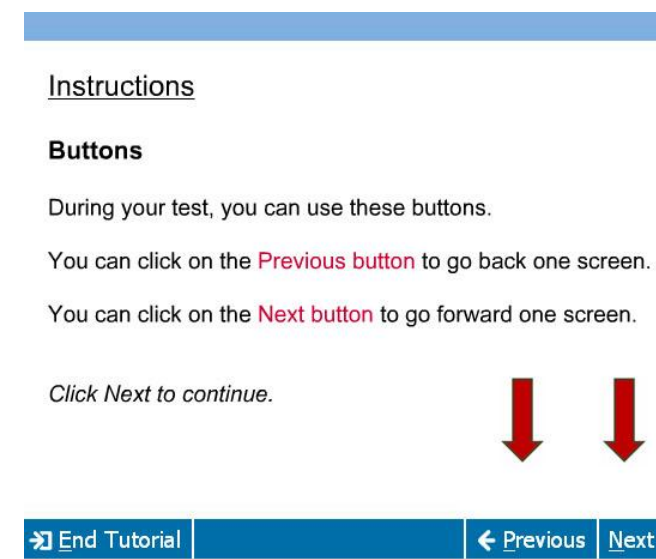 Instructions
Buttons
During your test, you can use these buttons.
You can click on the Previous button to go back one screen.
You can click on the Next button to go forward one screen.
Click Next to continue.
End Tutorial
Previous
Next